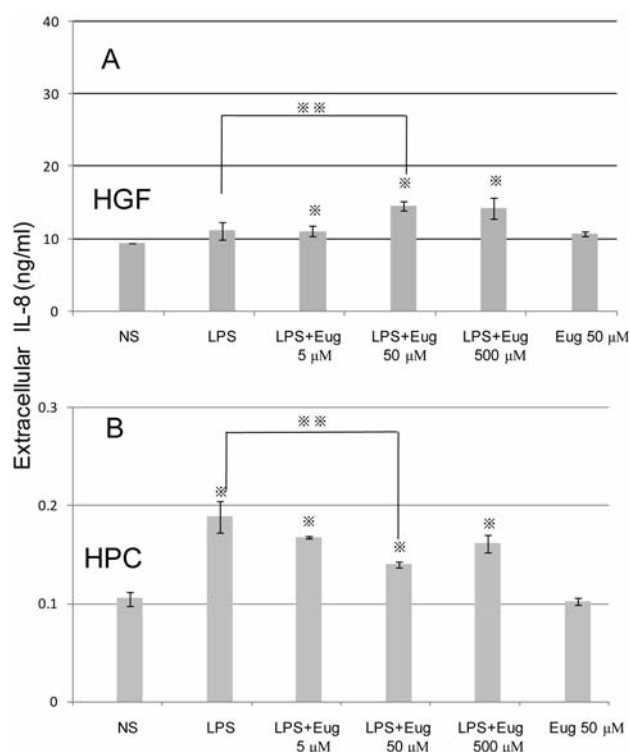 Extracellular IL-8 (ng/ml)
A
HGF
40
30
20
10
0
※※
※
※
※
NS
LPS
LPS+Eug
5 μM
LPS+Eug
50 μM
LPS+Eug
500 μM
Eug 50 μM
B
HPC
0.3
0.2
0.1
0
※※
※
※
※
※
NS
LPS
LPS+Eug
5 μM
LPS+Eug
50 μM
LPS+Eug
500 μM
Eug 50 μM